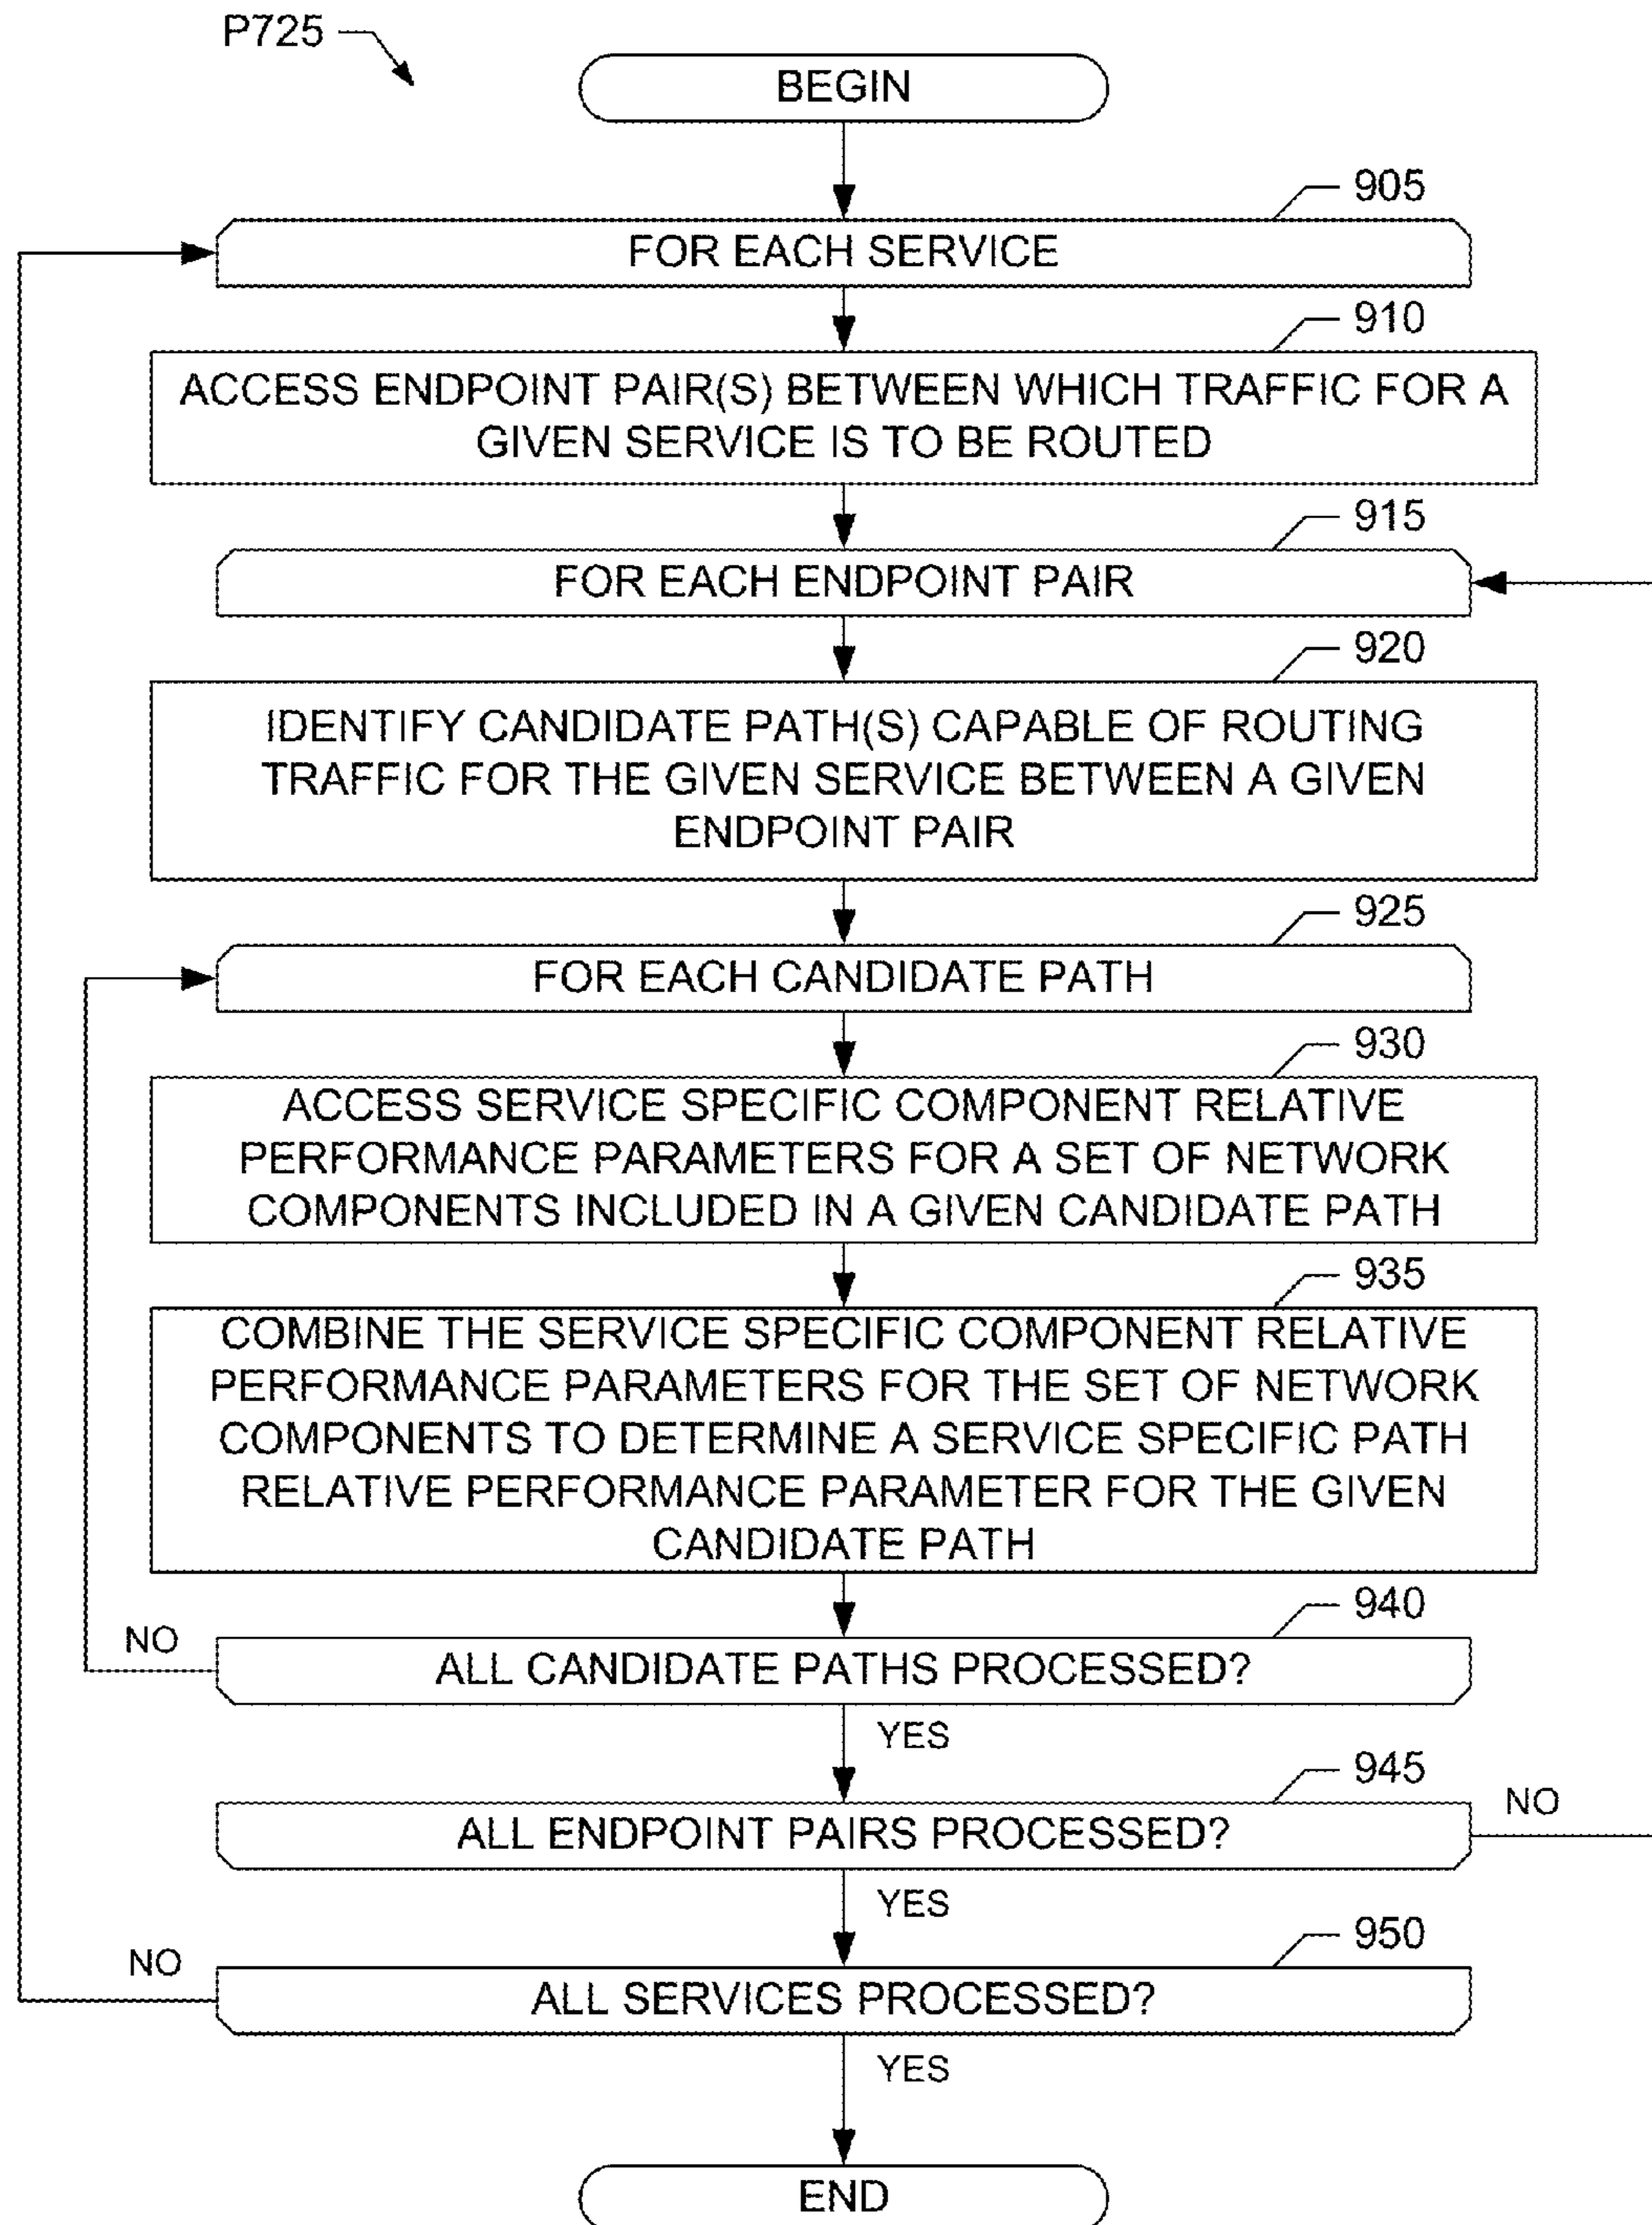 P725
BEGIN
905
FOR EACH SERVICE
910
ACCESS ENDPOINT PAIR(S) BETWEEN WHICH TRAFFIC FOR A
GIVEN SERVICE IS TO BE ROUTED
915
FOR EACH ENDPOINT PAIR
920
IDENTIFY CANDIDATE PATH(S) CAPABLE OF ROUTING
TRAFFIC FOR THE GIVEN SERVICE BETWEEN A GIVEN
ENDPOINT PAIR
925
FOR EACH CANDIDATE PATH
930
ACCESS SERVICE SPECIFIC COMPONENT RELATIVE
PERFORMANCE PARAMETERS FOR A SET OF NETWORK
COMPONENTS INCLUDED IN A GIVEN CANDIDATE PATH
935
COMBINE THE SERVICE SPECIFIC COMPONENT RELATIVE
PERFORMANCE PARAMETERS FOR THE SET OF NETWORK
COMPONENTS TO DETERMINE A SERVICE SPECIFIC PATH
RELATIVE PERFORMANCE PARAMETER FOR THE GIVEN
CANDIDATE PATH
940
NO
ALL CANDIDATE PATHS PROCESSED?
YES
945
NO
ALL ENDPOINT PAIRS PROCESSED?
YES
950
NO
ALL SERVICES PROCESSED?
YES
END